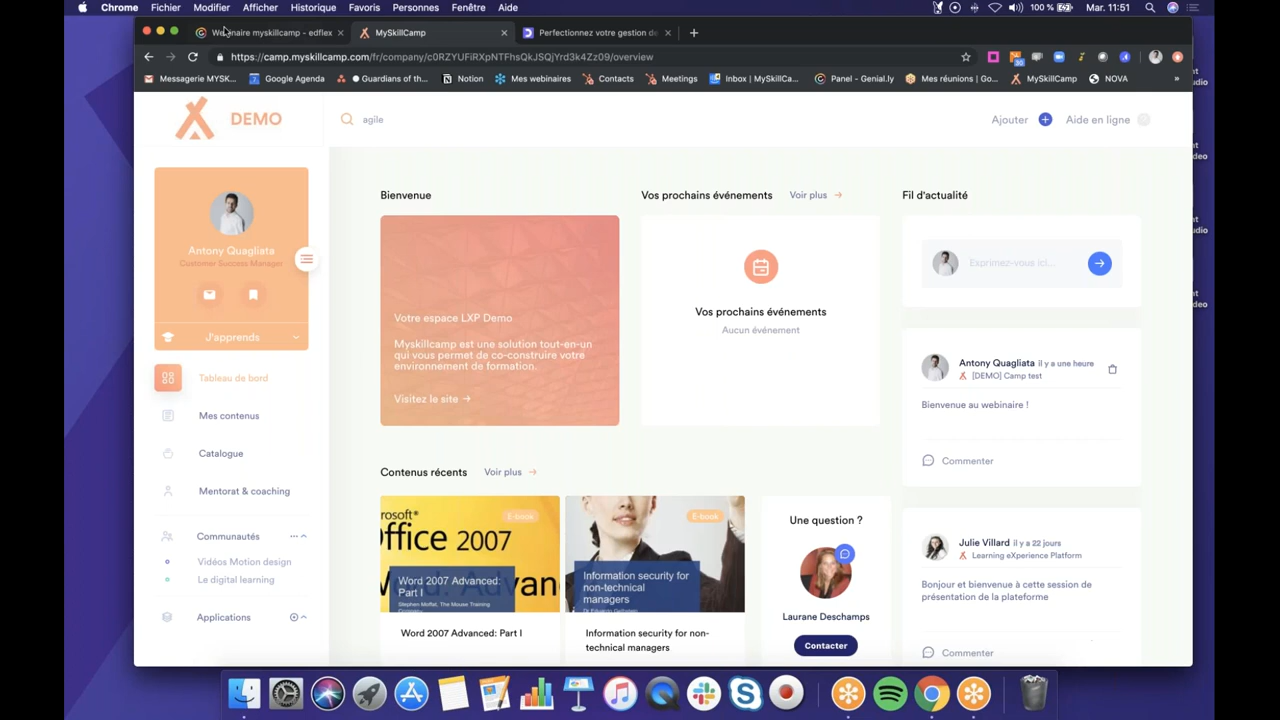 Chrome Fichier Modifier Afficher Historique Favoris Personnes Fenêtre Aide 100 % Mar. 11:51
Webinaire myskillcamp - edflex MySkillCamp Perfectionnez votre gestion de
https://camp.myskillcamp.com/fr/company/c0RZYUFiRXpNTFhsQkJSQjYrd3k4Zz09/overview
Messagerie MYSK... Google Agenda Guardians of th... Notion Mes webinaires Contacts Meetings Inbox | MySkillCa... Panel - Genial.ly Mes réunions | Go... MySkillCamp NOVA »
DEMO
agile
Ajouter
Aide en ligne
Antony Quagliata
Customer Success Manager
J'apprends
Tableau de bord
Mes contenus
Catalogue
Mentorat & coaching
Communautés
Vidéos Motion design
Le digital learning
Applications
Bienvenue
Votre espace LXP Demo
Myskillcamp est une solution tout-en-un
qui vous permet de co-construire votre
environnement de formation.
Visitez le site →
Vos prochains événements Voir plus →
Vos prochains événements
Aucun événement
Contenus récents Voir plus →
rosoft®
ffice 2007
E-book
Word 2007 Advanced:
Part I
Stephen Moffat, The Mouse Training
Company
Word 2007 Advanced: Part I
E-book
Information security for
non-technical
managers
Information security for non-
technical managers
Une question ?
Laurane Deschamps
Contacter
Fil d'actualité
Exprimez-vous ici...
Antony Quagliata il y a une heure
[DEMO] Camp test
Bienvenue au webinaire !
Commenter
Julie Villard il y a 22 jours
Learning eXperience Platform
Bonjour et bienvenue à cette session de
présentation de la plateforme
Commenter